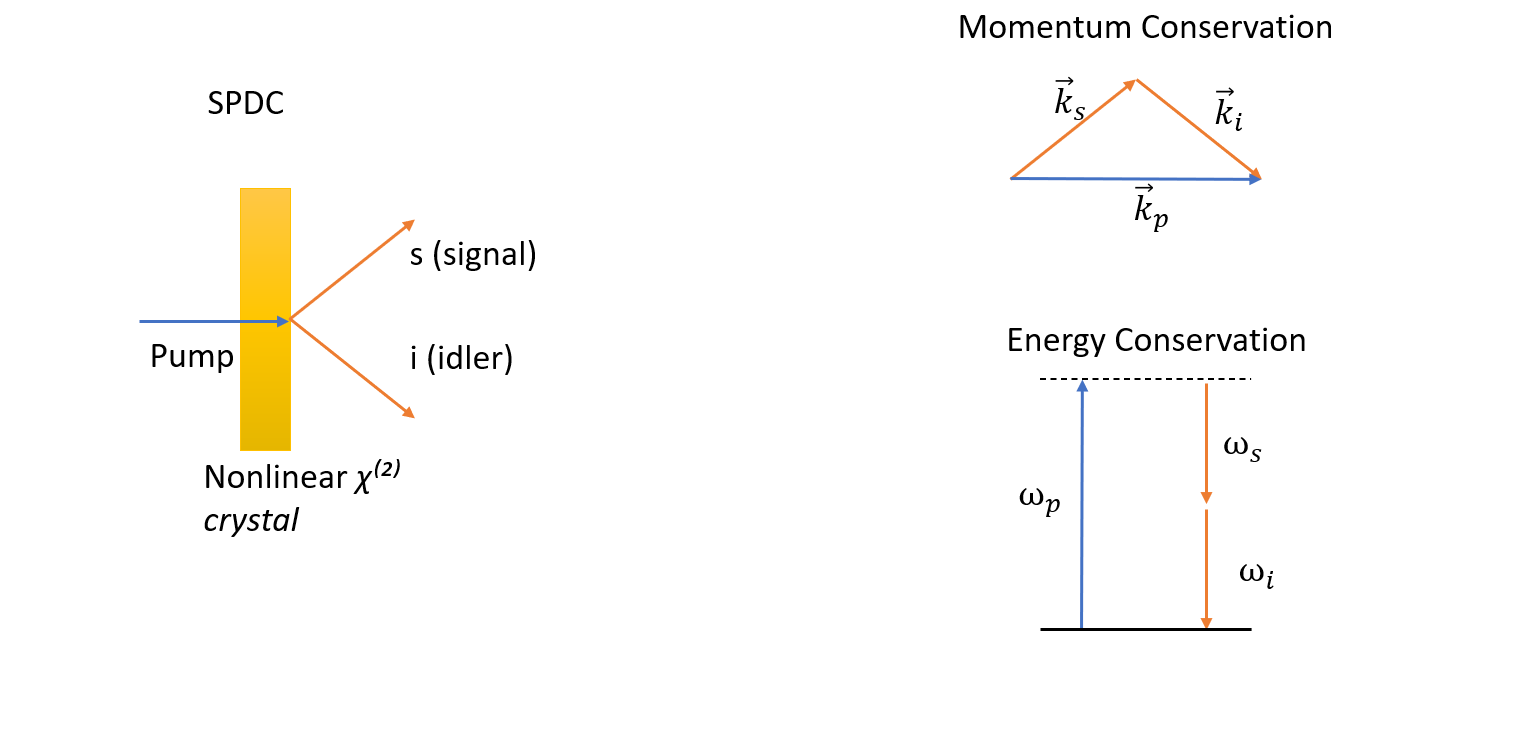 SPDC
Pump
s (signal)
i (idler)
Nonlinear χ⁽²⁾
crystal
Momentum Conservation
k⃗ₛ
k⃗ᵢ
k⃗ₚ
Energy Conservation
ωₚ
ωₛ
ωᵢ